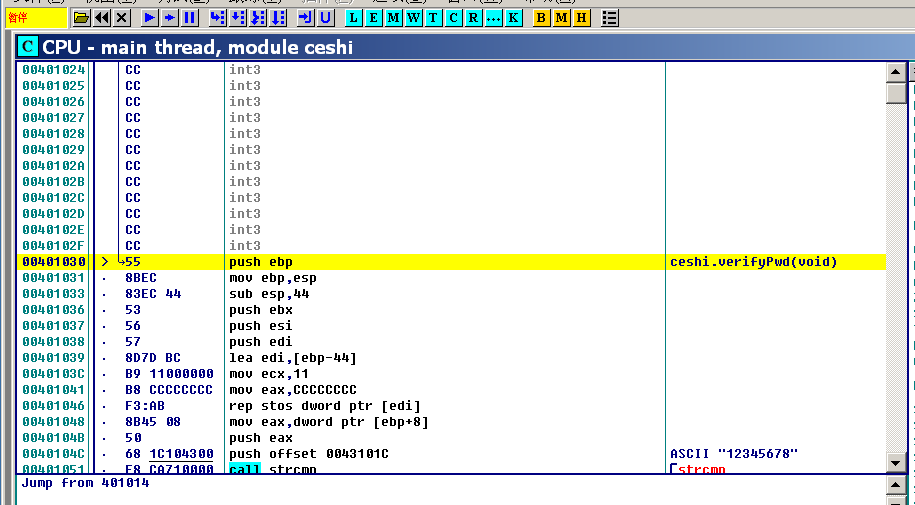 暂停 L E M W T C R ... K B M H
C CPU - main thread, module ceshi
00401024 CC int3
00401025 CC int3
00401026 CC int3
00401027 CC int3
00401028 CC int3
00401029 CC int3
0040102A CC int3
0040102B CC int3
0040102C CC int3
0040102D CC int3
0040102E CC int3
0040102F CC int3
00401030 > 55 push ebp ceshi.verifyPwd(void)
00401031 . 8BEC mov ebp,esp
00401033 . 83EC 44 sub esp,44
00401036 . 53 push ebx
00401037 . 56 push esi
00401038 . 57 push edi
00401039 . 8D7D BC lea edi,[ebp-44]
0040103C . B9 11000000 mov ecx,11
00401041 . B8 CCCCCCCC mov eax,CCCCCCCC
00401046 . F3:AB rep stos dword ptr [edi]
00401048 . 8B45 08 mov eax,dword ptr [ebp+8]
0040104B . 50 push eax
0040104C . 68 1C104300 push offset 0043101C ASCII "12345678"
00401051 . E8 CA710000 call strcmp strcmp
Jump from 401014